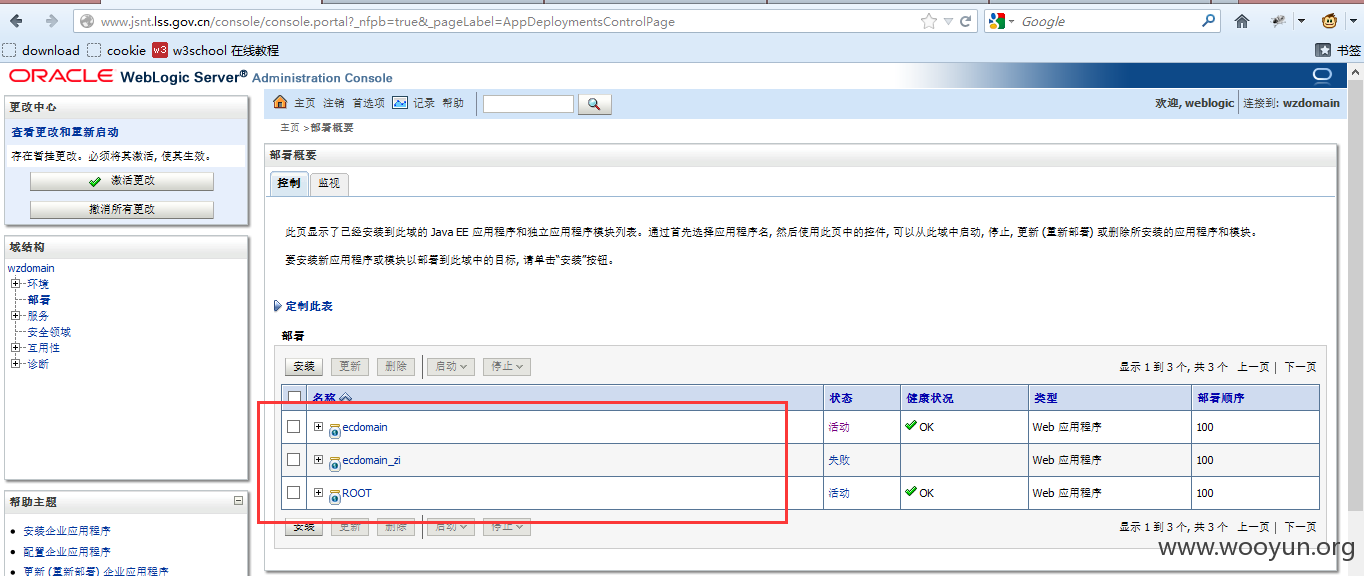 www.jsnt.lss.gov.cn/console/console.portal?_nfpb=true&_pageLabel=AppDeploymentsControlPage
Google
download cookie w3 w3school 在线教程
书签
ORACLE WebLogic Server® Administration Console
更改中心
查看更改和重新启动
存在暂挂更改。必须将其激活, 使其生效。
激活更改
撤消所有更改
域结构
wzdomain
环境
部署
服务
安全领域
互用性
诊断
帮助主题
安装企业应用程序
配置企业应用程序
更新 (重新部署) 企业应用程序
主页 注销 首选项 记录 帮助
欢迎, weblogic 连接到: wzdomain
主页 >部署概要
部署概要
控制 监视
此页显示了已经安装到此域的 Java EE 应用程序和独立应用程序模块列表。通过首先选择应用程序名, 然后使用此页中的控件, 可以从此域中启动, 停止, 更新 (重新部署) 或删除所安装的应用程序和模块。
要安装新应用程序或模块以部署到此域中的目标, 请单击“安装”按钮。
定制此表
部署
安装 更新 删除 启动 停止 显示 1 到 3 个, 共 3 个 上一页 | 下一页
名称 状态 健康状况 类型 部署顺序
ecdomain 活动 OK Web 应用程序 100
ecdomain_zi 失败 Web 应用程序 100
ROOT 活动 OK Web 应用程序 100
安装 更新 删除 启动 停止 显示 1 到 3 个, 共 3 个 上一页 | 下一页
www.wooyun.org